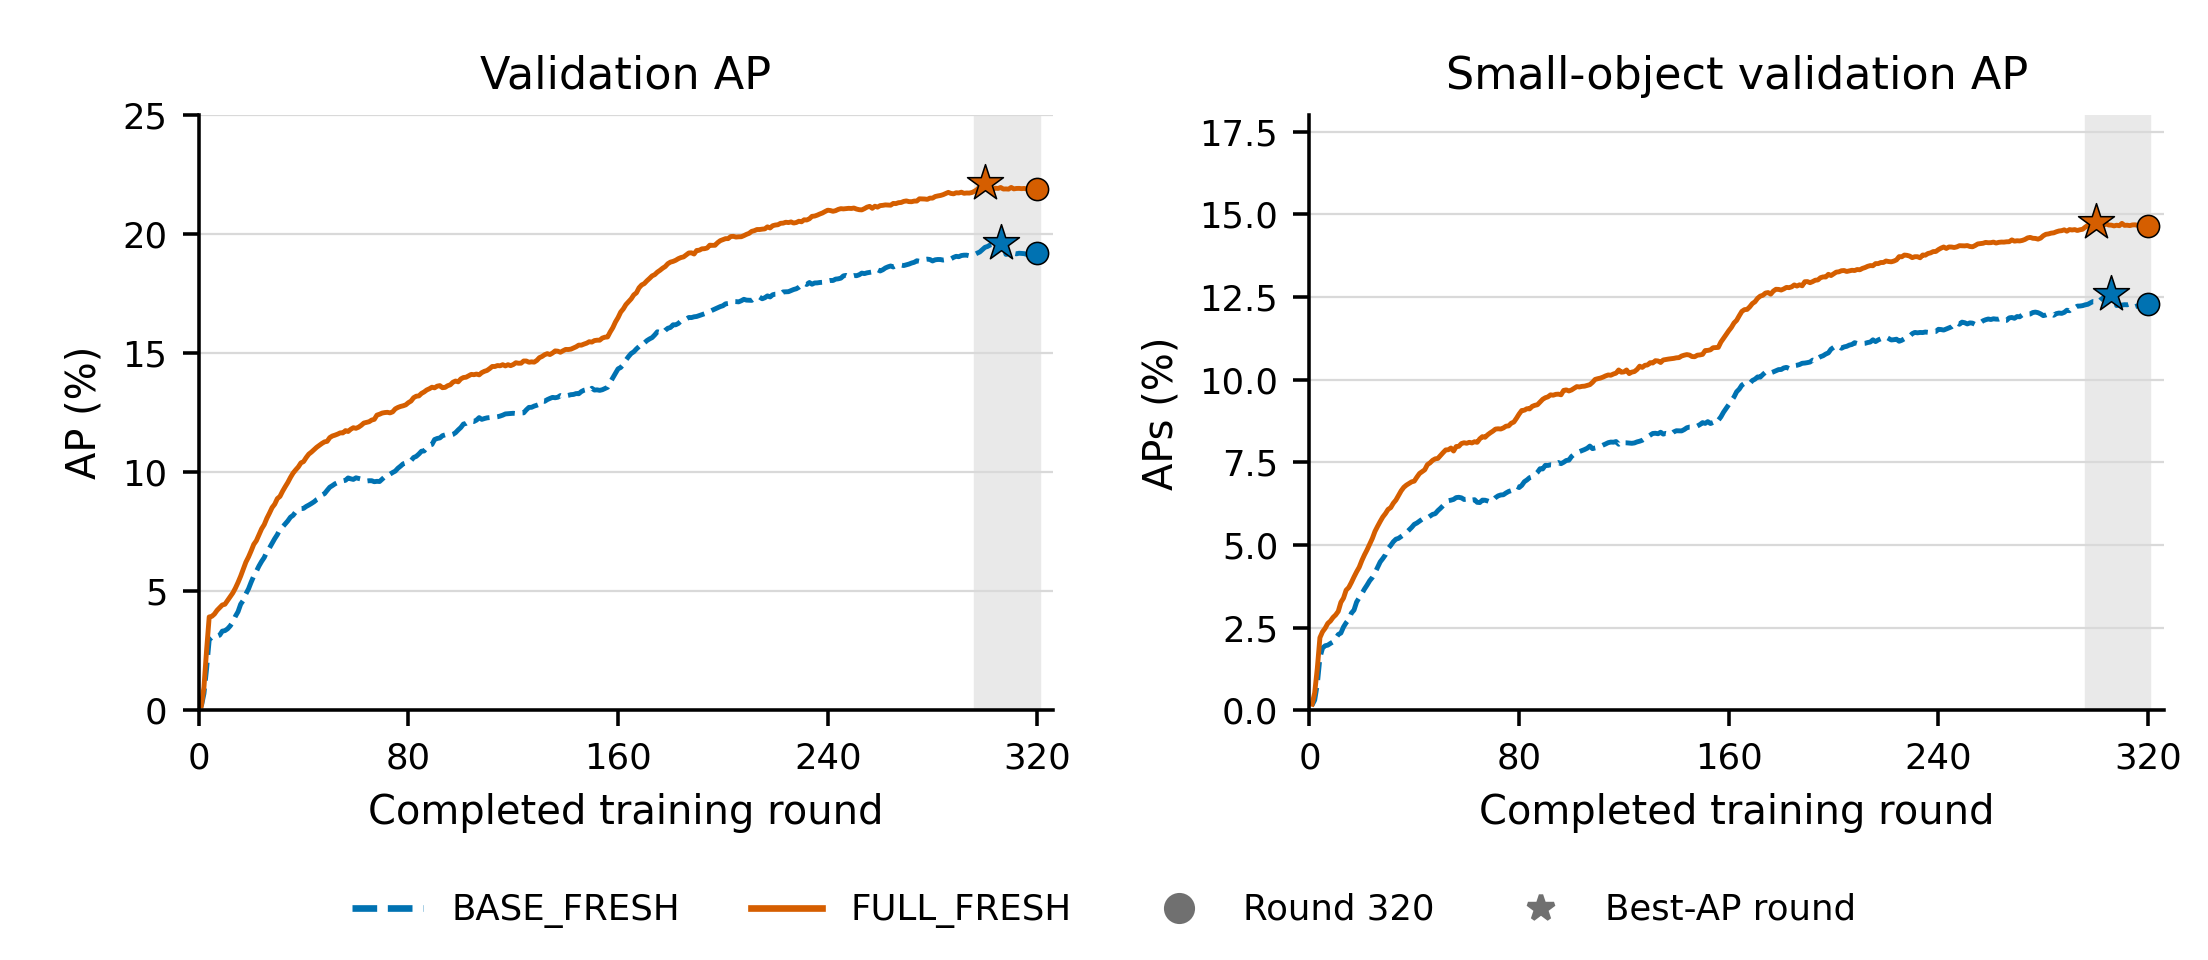 Validation AP
25
20
15
10
5
0
AP (%)
0 80 160 240 320
Completed training round
Small-object validation AP
17.5
15.0
12.5
10.0
7.5
5.0
2.5
0.0
APs (%)
0 80 160 240 320
Completed training round
BASE_FRESH FULL_FRESH Round 320 Best-AP round